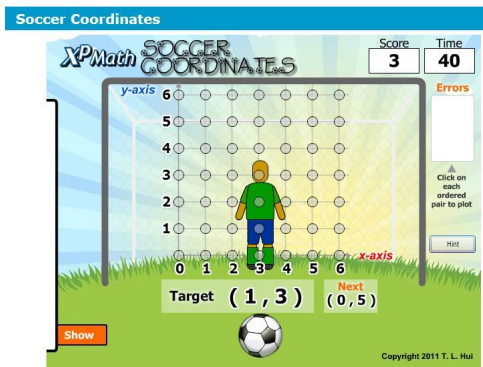 Soccer Coordinates
XPMath SOCCER COORDINATES
Score Time
3 40
y-axis
6
5
4
3
2
1
0 1 2 3 4 5 6
x-axis
Errors
Click on
each
ordered
pair to plot
Hint
Target (1,3)
Next
(0,5)
Show
Copyright 2011 T. L. Hui